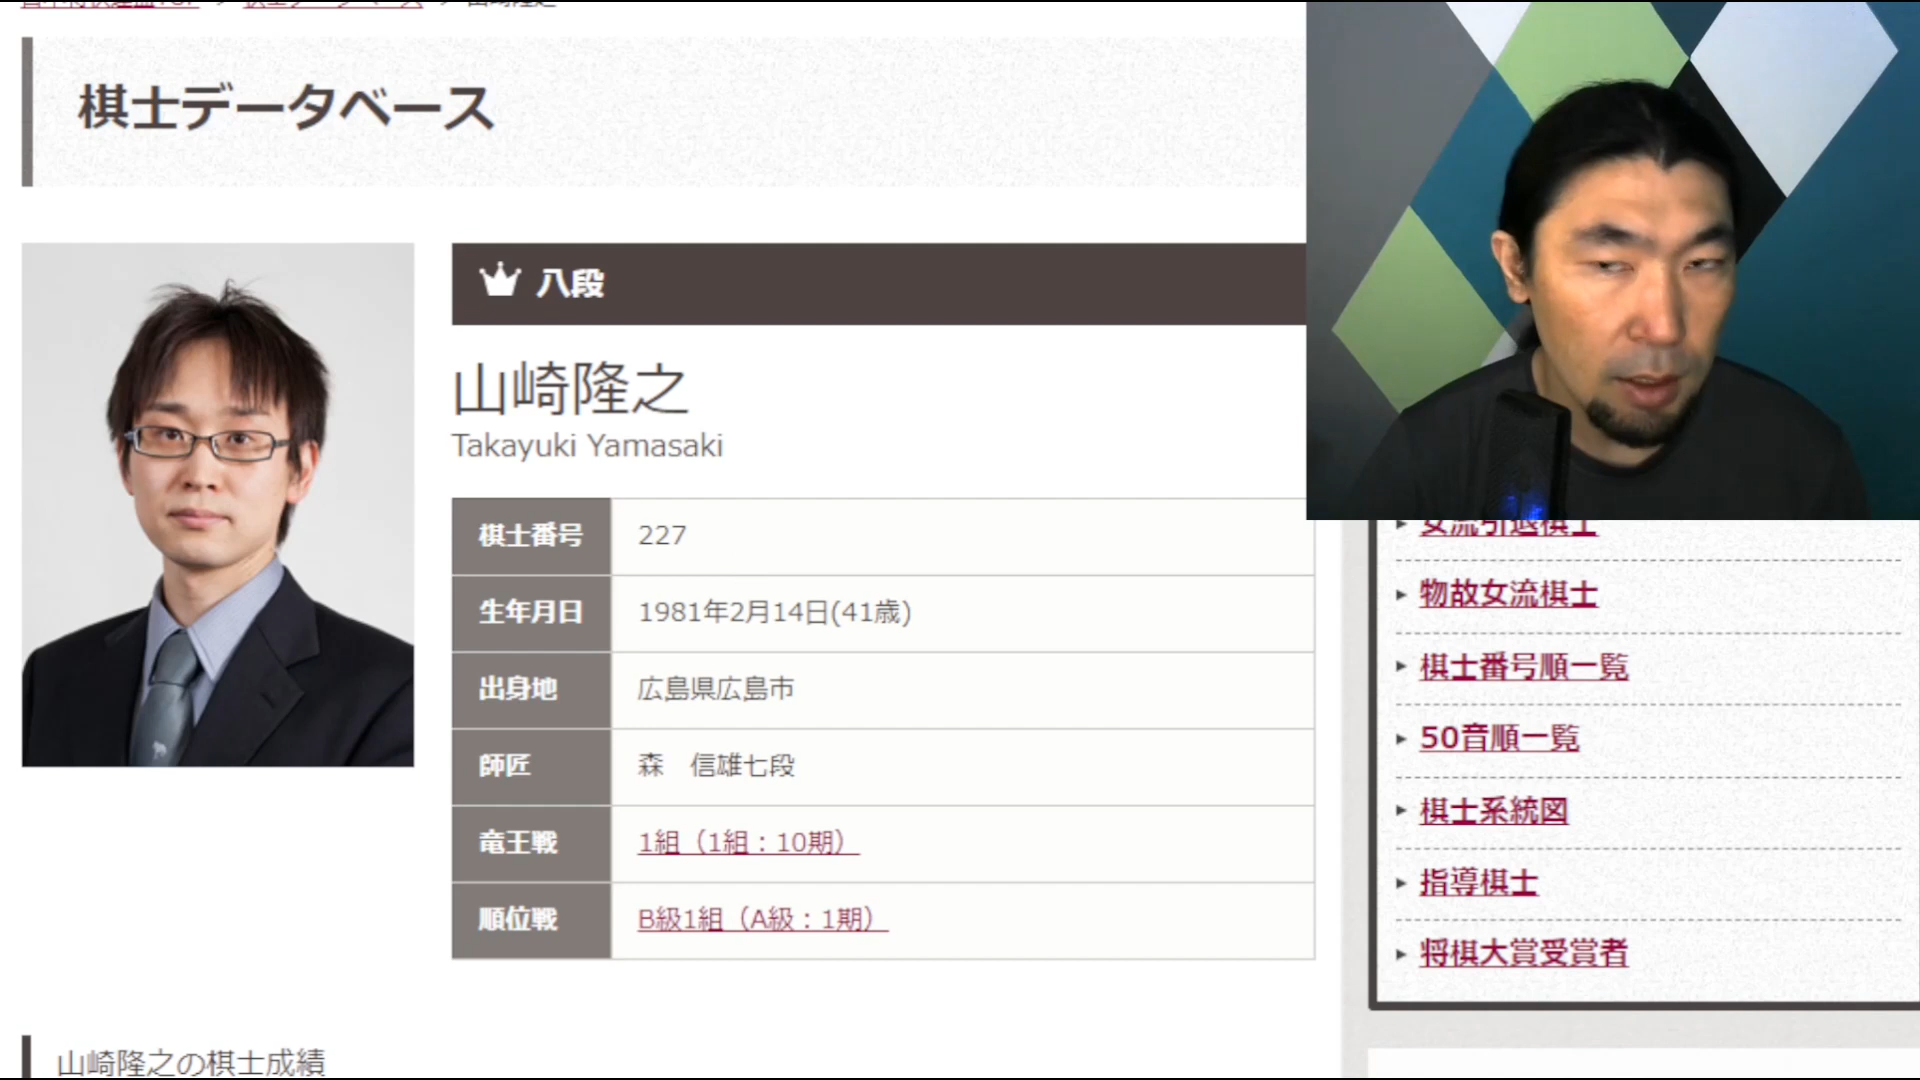 棋士データベース
八段
山崎隆之
Takayuki Yamasaki
棋士番号 227
生年月日 1981年2月14日(41歳)
出身地 広島県広島市
師匠 森　信雄七段
竜王戦 1組（1組：10期）
順位戦 B級1組（A級：1期）
山崎隆之の棋士成績
女流引退棋士
物故女流棋士
棋士番号順一覧
50音順一覧
棋士系統図
指導棋士
将棋大賞受賞者